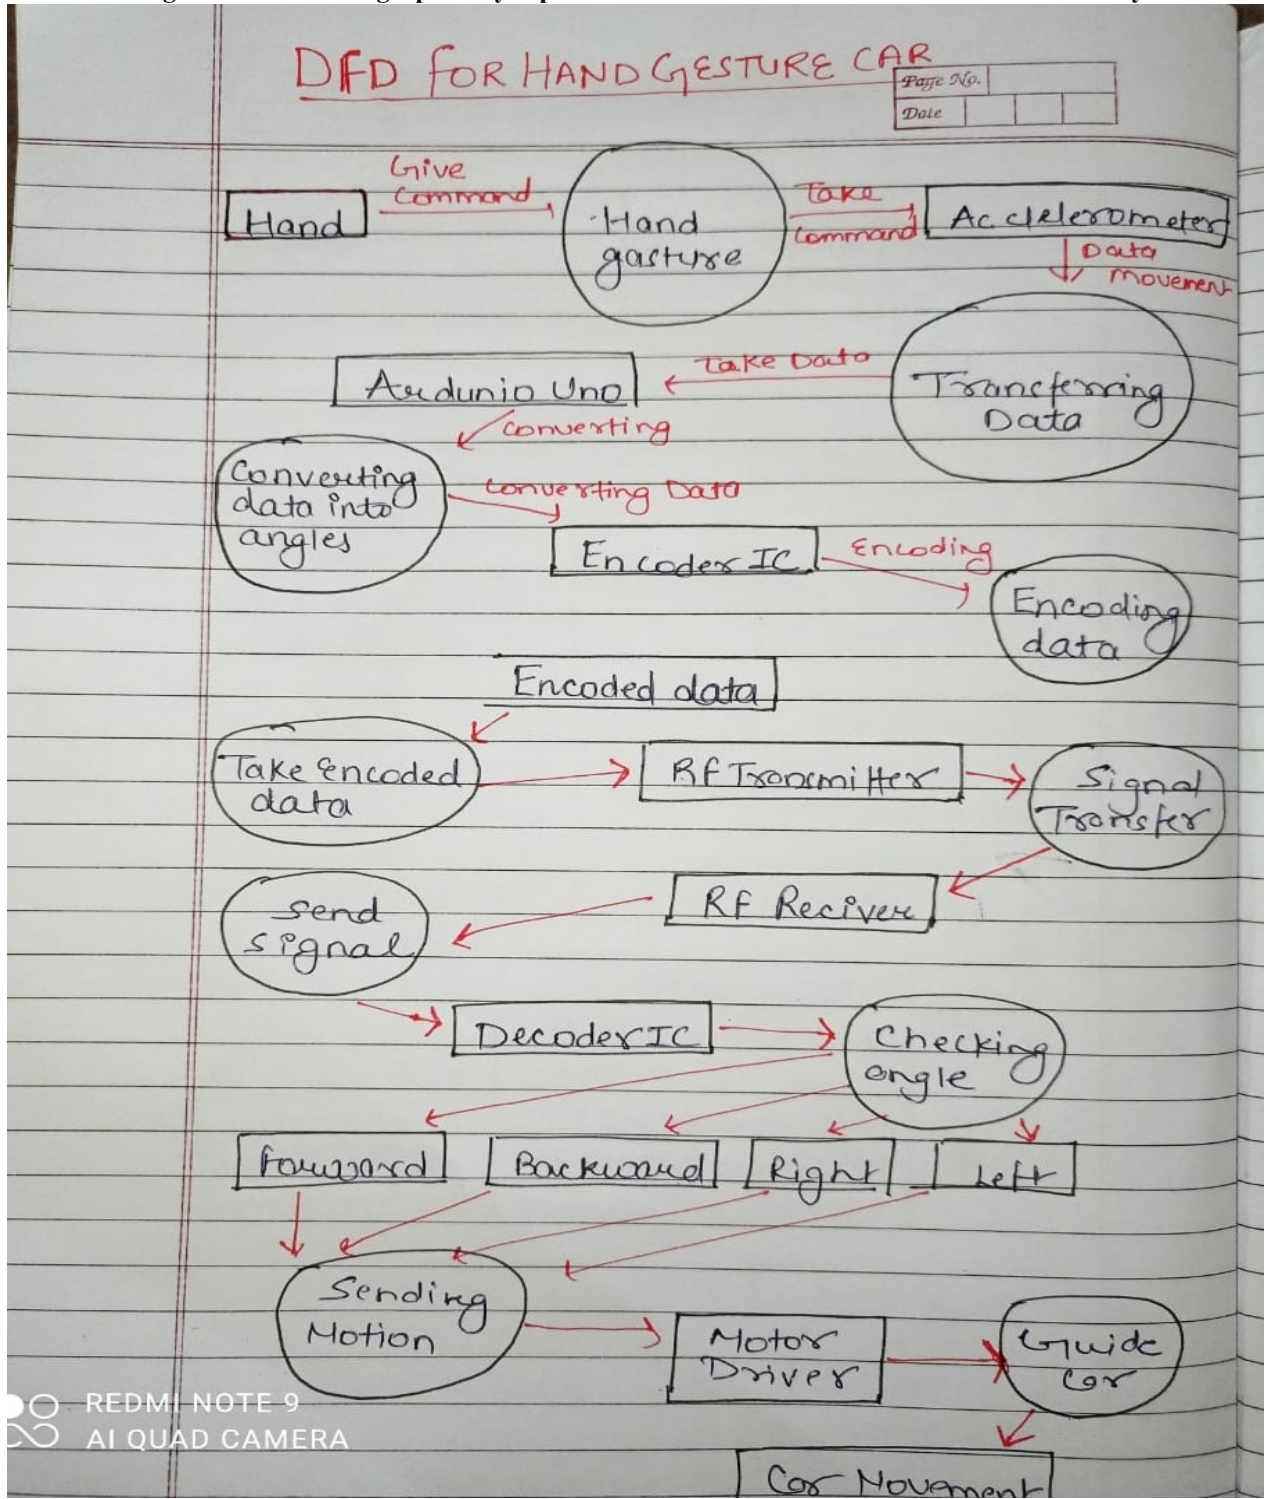 DFD FOR HAND GESTURE CAR
Page No.
Date
Give
Command
Hand
Hand
gasture
Take
Command
Acclelerometer
Data
Movement
Take Data
Ardunio Uno
Transferring
Data
Converting
Converting
data into
angles
Converting Data
Encoder IC
Encoding
Encoding
data
Encoded data
Take Encoded
data
RF Transmitter
Signal
Transfer
RF Reciver
Send
Signal
Decoder IC
Checking
angle
Forward
Backward
Right
Left
Sending
Motion
Motor
Driver
Guide
Car
Car Movement
REDMI NOTE 9
AI QUAD CAMERA